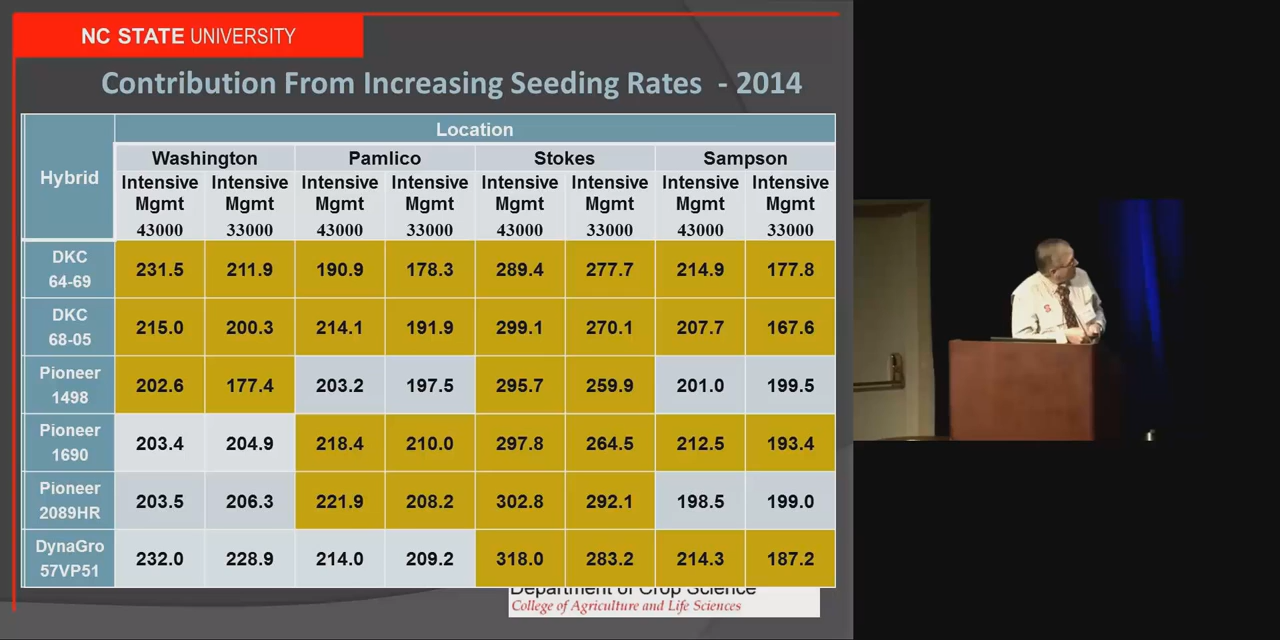 NC STATE UNIVERSITY
Contribution From Increasing Seeding Rates - 2014
Hybrid
Location
Washington Pamlico Stokes Sampson
Intensive Intensive Intensive Intensive Intensive Intensive Intensive Intensive
Mgmt Mgmt Mgmt Mgmt Mgmt Mgmt Mgmt Mgmt
43000 33000 43000 33000 43000 33000 43000 33000
DKC
64-69
231.5 211.9 190.9 178.3 289.4 277.7 214.9 177.8
DKC
68-05
215.0 200.3 214.1 191.9 299.1 270.1 207.7 167.6
Pioneer
1498
202.6 177.4 203.2 197.5 295.7 259.9 201.0 199.5
Pioneer
1690
203.4 204.9 218.4 210.0 297.8 264.5 212.5 193.4
Pioneer
2089HR
203.5 206.3 221.9 208.2 302.8 292.1 198.5 199.0
DynaGro
57VP51
232.0 228.9 214.0 209.2 318.0 283.2 214.3 187.2
Department of Crop Science
College of Agriculture and Life Sciences